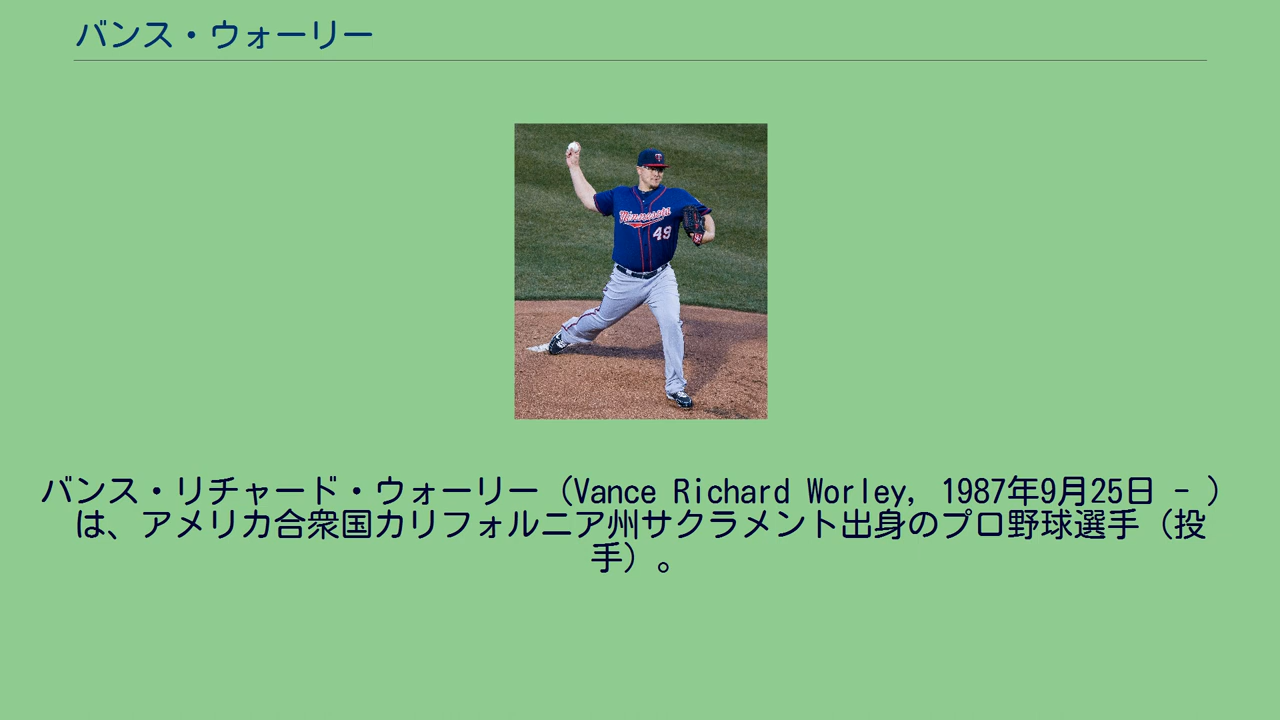 バンス・ウォーリー
Minnesota
49
バンス・リチャード・ウォーリー（Vance Richard Worley, 1987年9月25日 - ）
は、アメリカ合衆国カリフォルニア州サクラメント出身のプロ野球選手（投
手）。